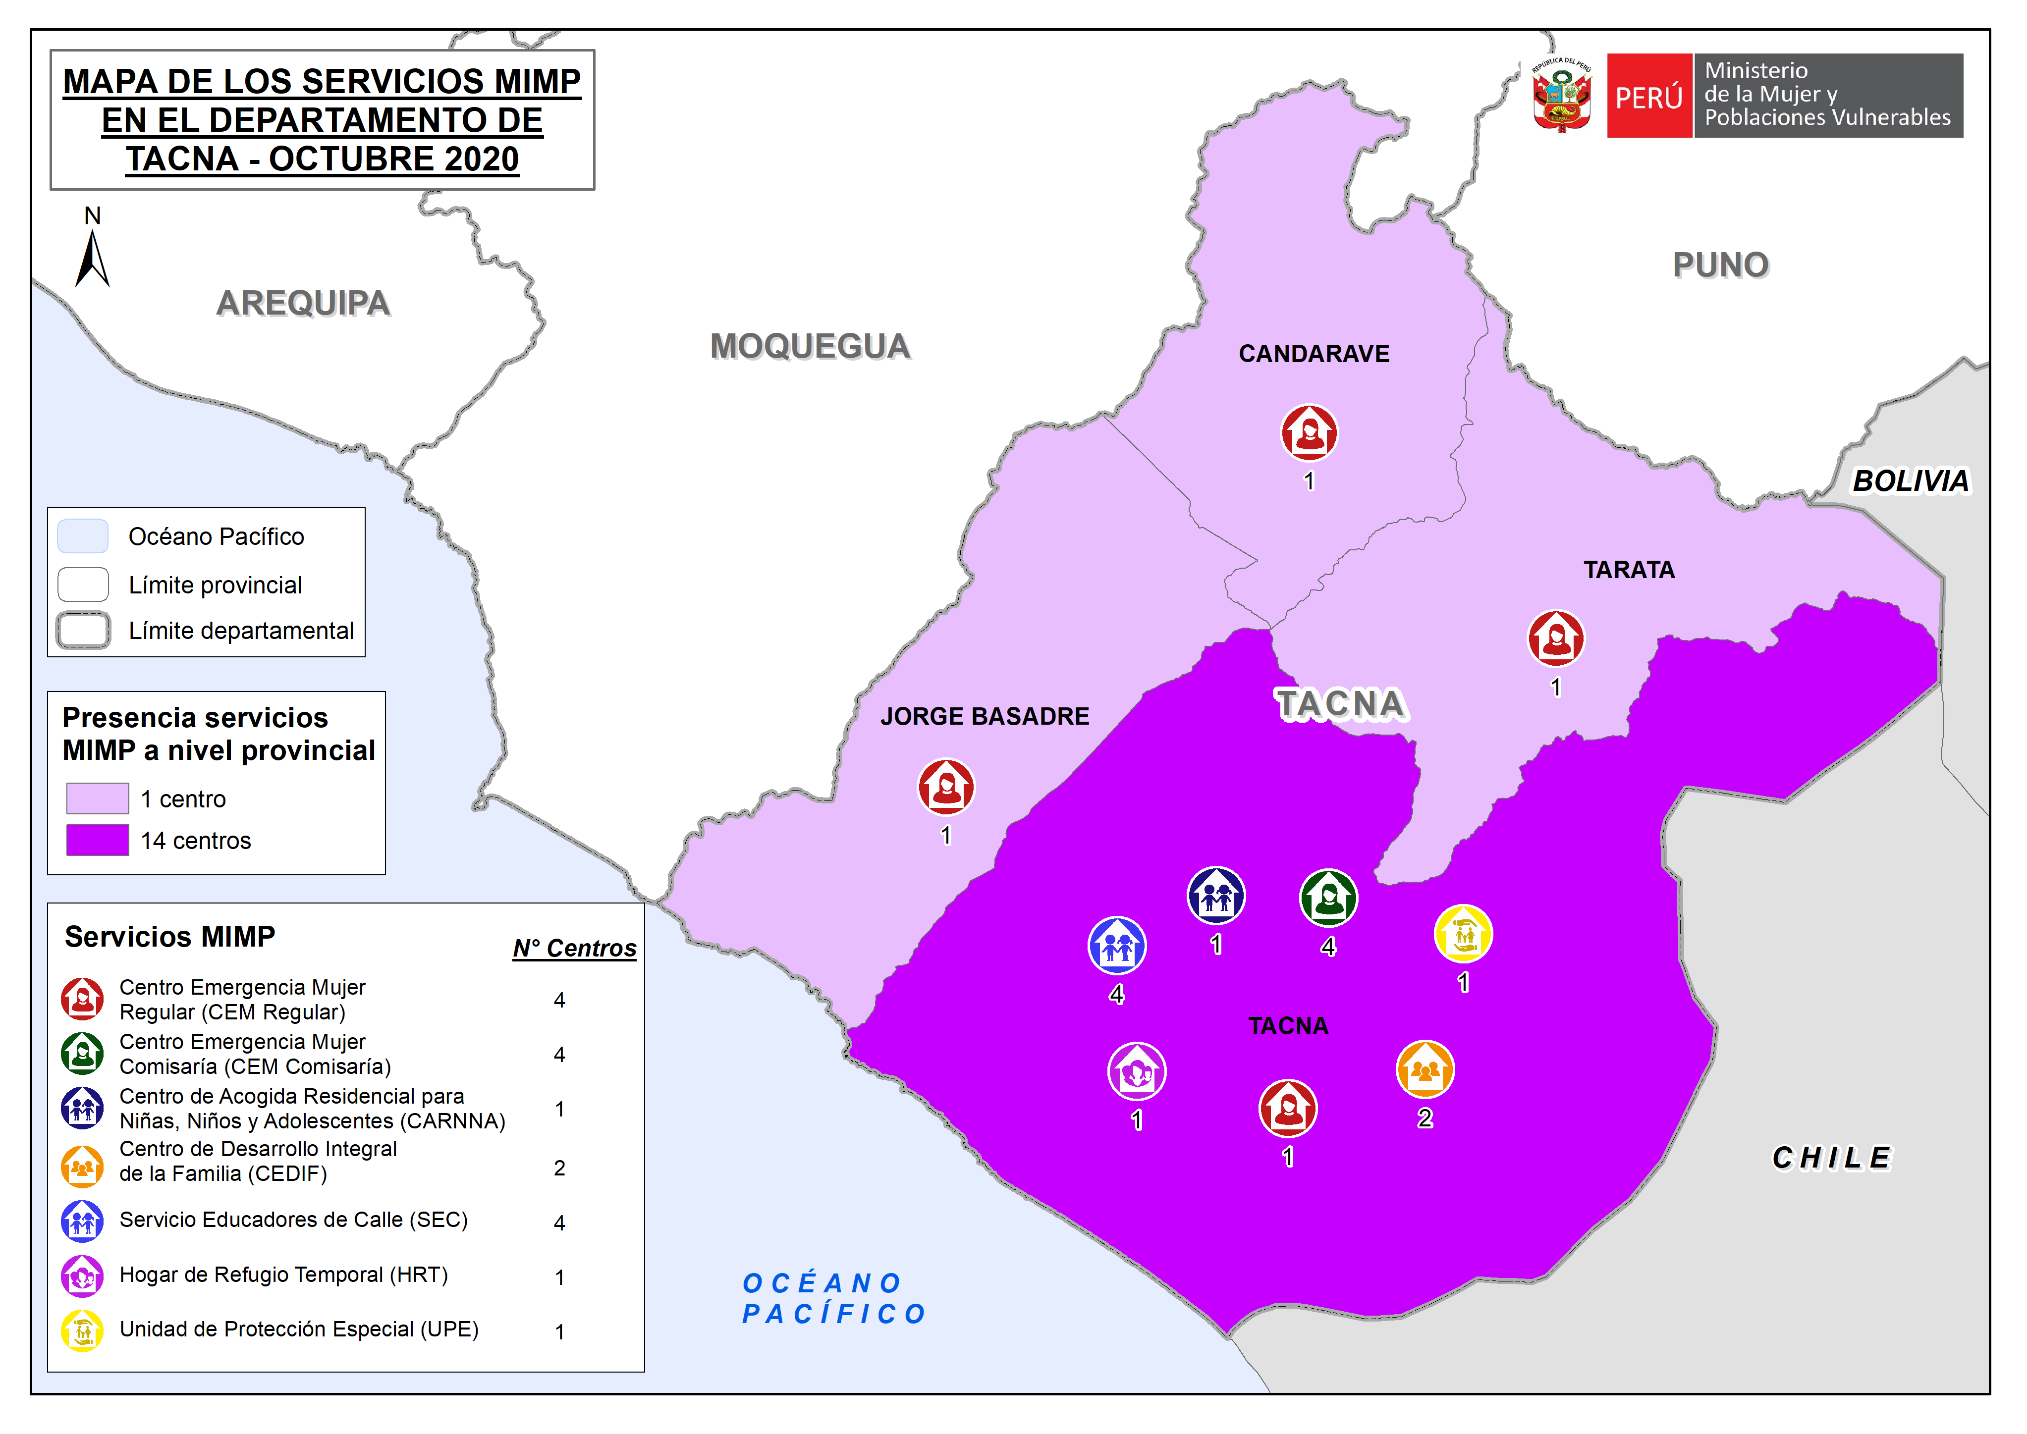 MAPA DE LOS SERVICIOS MIMP
EN EL DEPARTAMENTO DE
TACNA - OCTUBRE 2020
REPÚBLICA DEL PERÚ
PERÚ
Ministerio
de la Mujer y
Poblaciones Vulnerables
N
AREQUIPA
MOQUEGUA
PUNO
CANDARAVE
1
BOLIVIA
TARATA
1
TACNA
JORGE BASADRE
1
1
4
4
1
TACNA
1
1
2
CHILE
OCÉANO
PACÍFICO
Océano Pacífico
Límite provincial
Límite departamental
Presencia servicios
MIMP a nivel provincial
1 centro
14 centros
Servicios MIMP
N° Centros
Centro Emergencia Mujer
Regular (CEM Regular)
4
Centro Emergencia Mujer
Comisaría (CEM Comisaría)
4
Centro de Acogida Residencial para
Niñas, Niños y Adolescentes (CARNNA)
1
Centro de Desarrollo Integral
de la Familia (CEDIF)
2
Servicio Educadores de Calle (SEC)
4
Hogar de Refugio Temporal (HRT)
1
Unidad de Protección Especial (UPE)
1